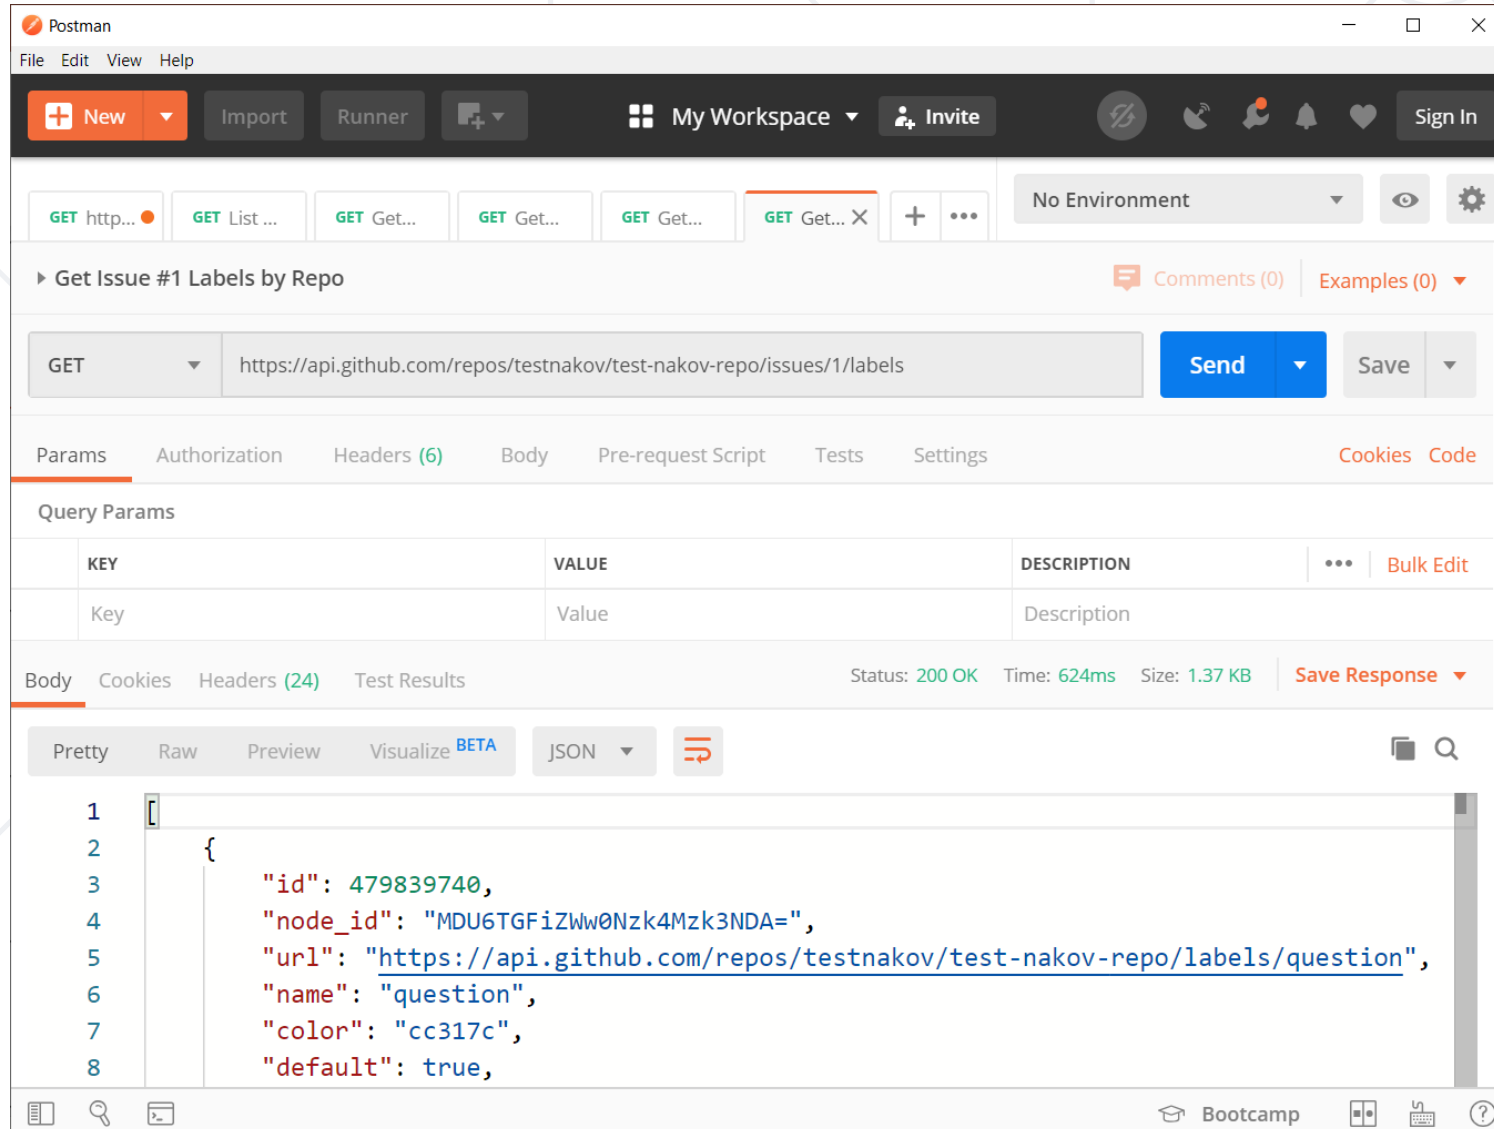 Postman
File Edit View Help
New Import Runner My Workspace Invite Sign In
GET http... GET List ... GET Get... GET Get... GET Get... GET Get... No Environment
Get Issue #1 Labels by Repo Comments (0) Examples (0)
GET https://api.github.com/repos/testnakov/test-nakov-repo/issues/1/labels Send Save
Params Authorization Headers (6) Body Pre-request Script Tests Settings Cookies Code
Query Params
KEY VALUE DESCRIPTION Bulk Edit
Key Value Description
Body Cookies Headers (24) Test Results Status: 200 OK Time: 624ms Size: 1.37 KB Save Response
Pretty Raw Preview Visualize BETA JSON
1 [
2 {
3 "id": 479839740,
4 "node_id": "MDU6TGFiZWw0Nzk4Mzk3NDA=",
5 "url": "https://api.github.com/repos/testnakov/test-nakov-repo/labels/question",
6 "name": "question",
7 "color": "cc317c",
8 "default": true,
Bootcamp